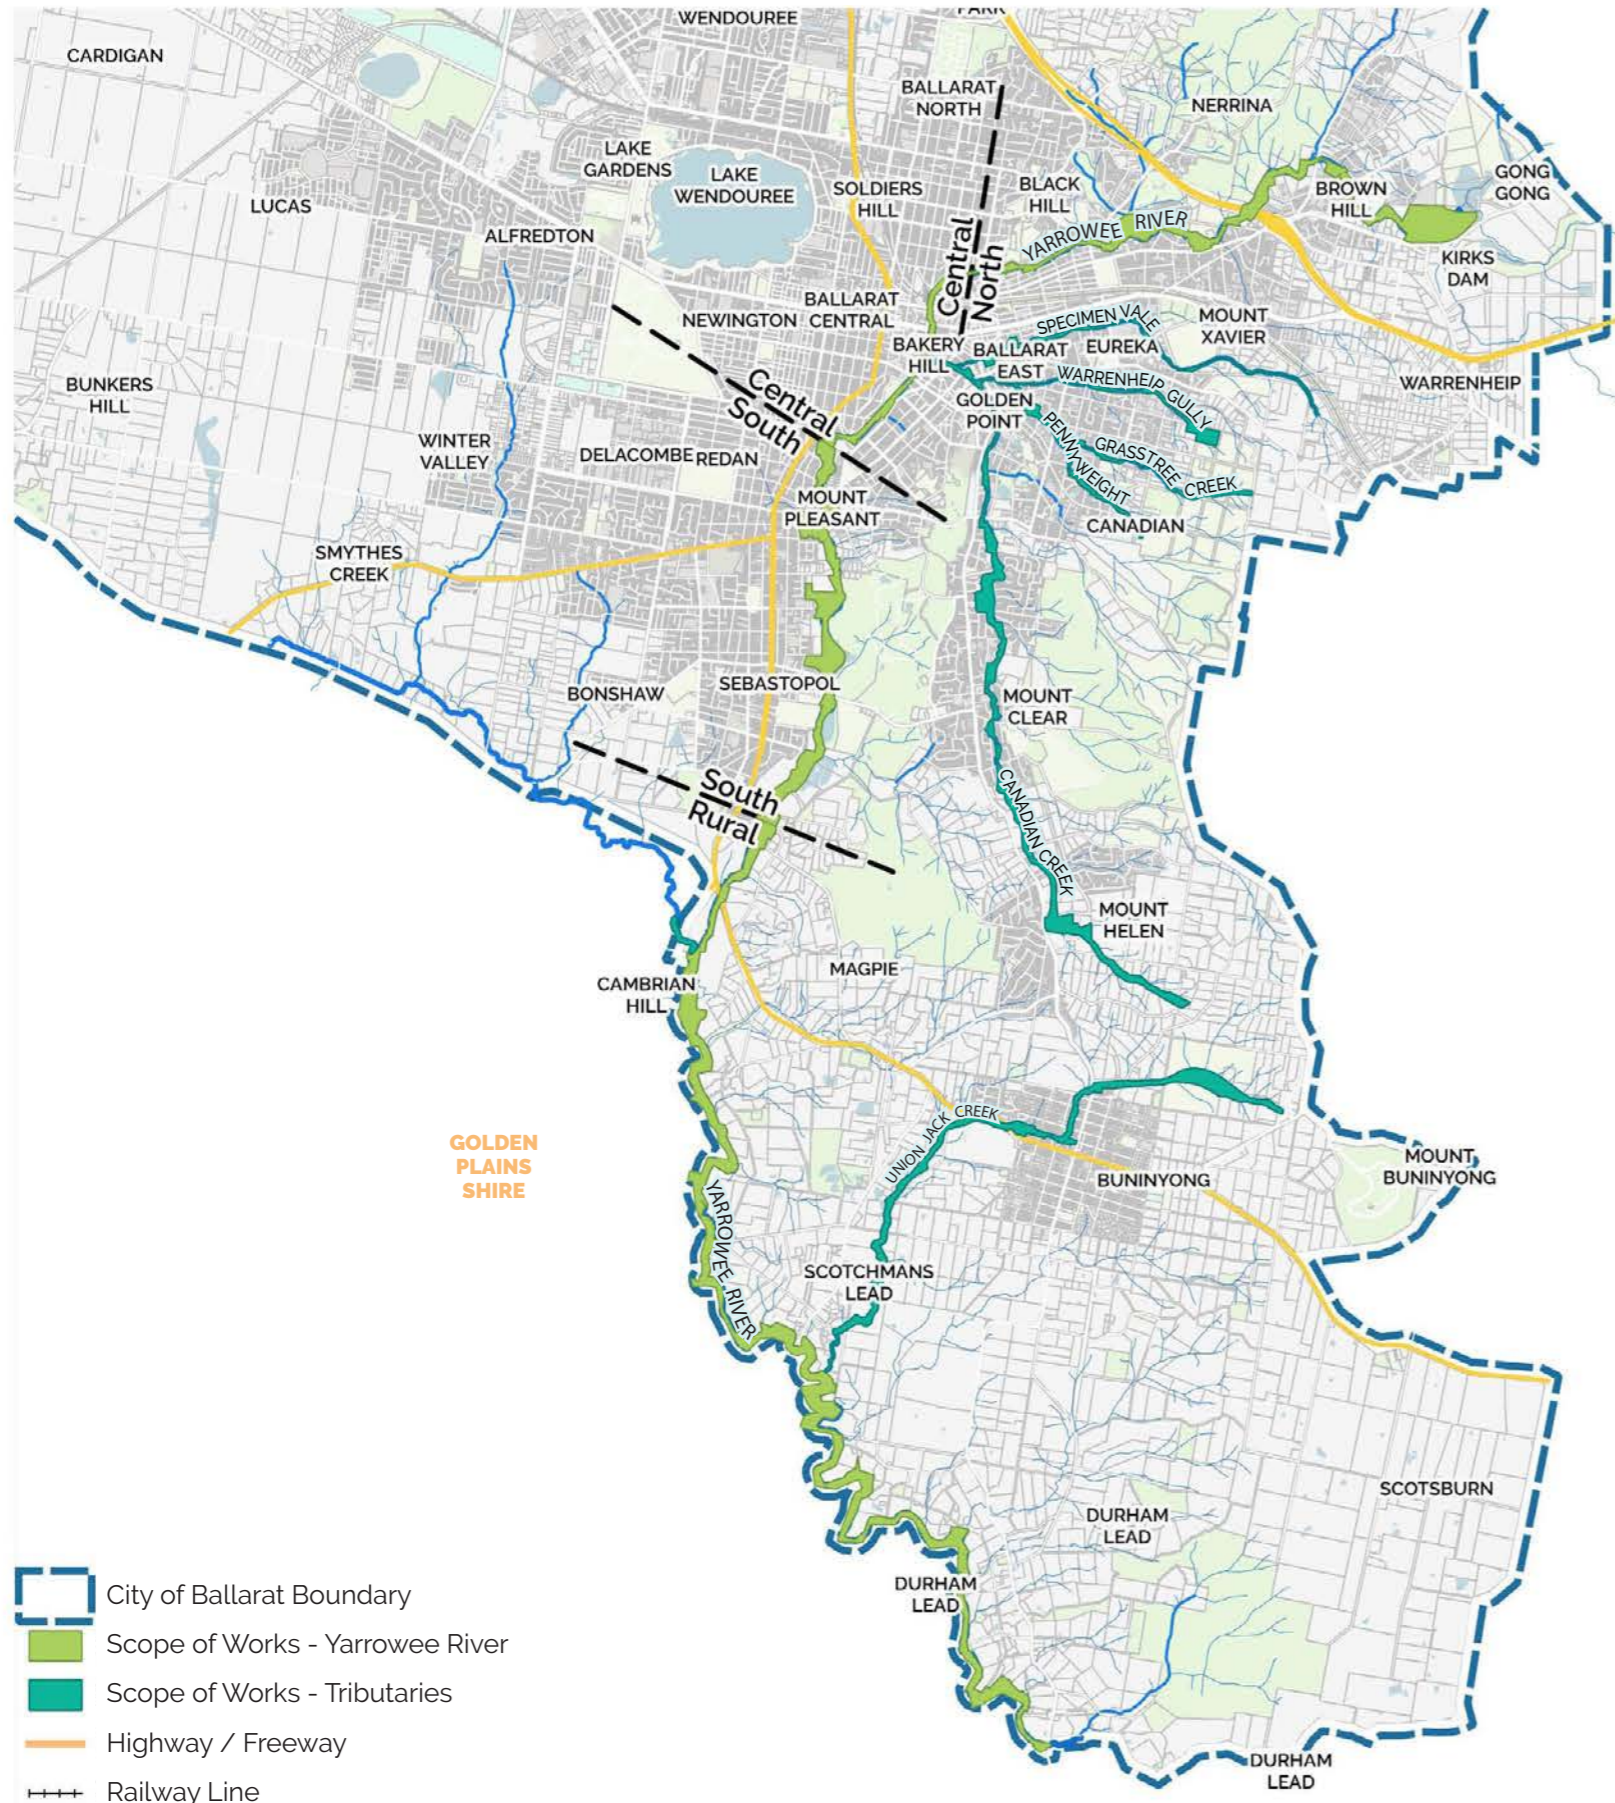 WENDOUREE
PARK
CARDIGAN
BALLARAT
NORTH
NERRINA
LAKE
GARDENS
LAKE
WENDOUREE
SOLDIERS
HILL
BLACK
HILL
BROWN
HILL
GONG
GONG
LUCAS
ALFREDTON
YARROWEE RIVER
KIRKS
DAM
Central
North
BALLARAT
CENTRAL
NEWINGTON
SPECIMEN VALE
MOUNT
XAVIER
BAKERY
HILL
BALLARAT
EAST
EUREKA
WARRENHEIP GULLY
WARRENHEIP
BUNKERS
HILL
Central
South
GOLDEN
POINT
PENNYWEIGHT
GRASSTREE CREEK
WINTER
VALLEY
DELACOMBE
REDAN
MOUNT
PLEASANT
CANADIAN
SMYTHES
CREEK
BONSHAW
SEBASTOPOL
MOUNT
CLEAR
South
Rural
CANADIAN CREEK
MOUNT
HELEN
MAGPIE
CAMBRIAN
HILL
GOLDEN
PLAINS
SHIRE
UNION JACK CREEK
BUNINYONG
MOUNT
BUNINYONG
YARROWEE RIVER
SCOTCHMANS
LEAD
SCOTSBURN
DURHAM
LEAD
DURHAM
LEAD
DURHAM
LEAD
City of Ballarat Boundary
Scope of Works - Yarrowee River
Scope of Works - Tributaries
Highway / Freeway
Railway Line